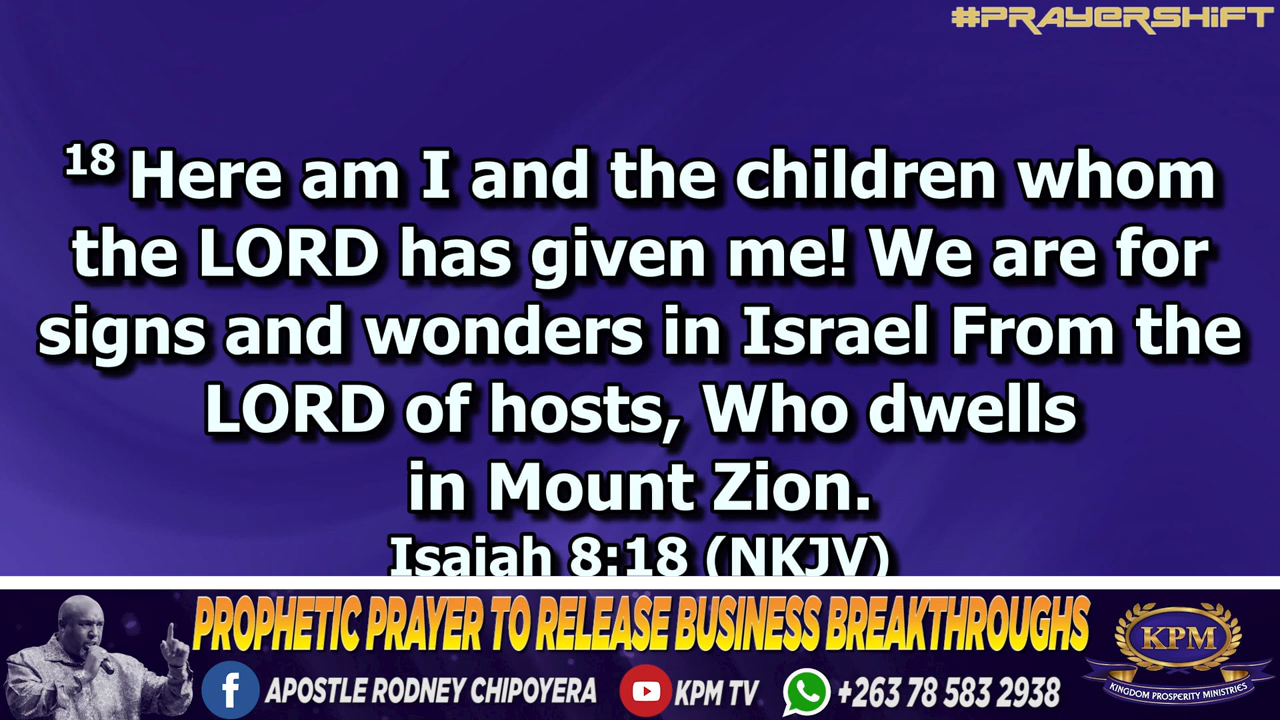 #PRAYERSHIFT
18 Here am I and the children whom
the LORD has given me! We are for
signs and wonders in Israel From the
LORD of hosts, Who dwells
in Mount Zion.
Isaiah 8:18 (NKJV)
PROPHETIC PRAYER TO RELEASE BUSINESS BREAKTHROUGHS
APOSTLE RODNEY CHIPOYERA KPM TV +263 78 583 2938
KPM
KINGDOM PROSPERITY MINISTRIES